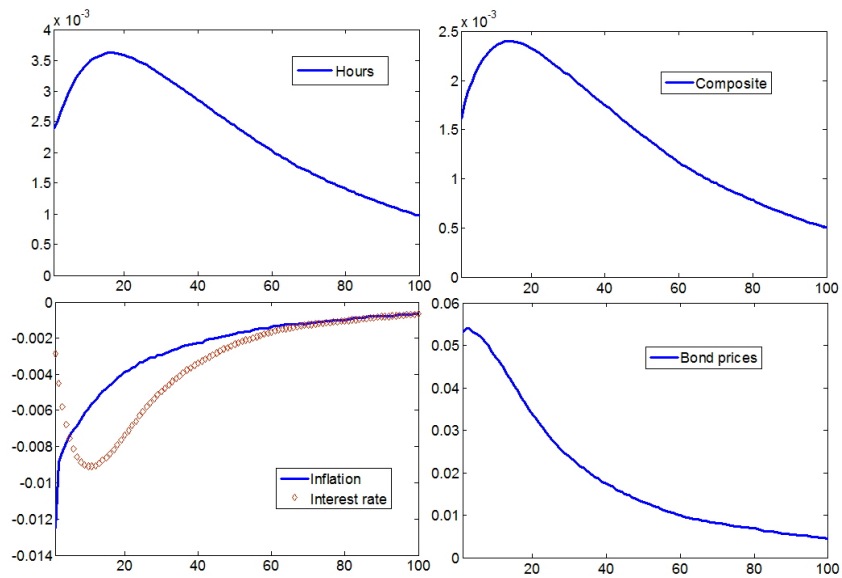 4 x 10⁻³
3.5
3
2.5
2
1.5
1
0.5
0
20 40 60 80 100
Hours
2.5 x 10⁻³
2
1.5
1
0.5
0
20 40 60 80 100
Composite
0
-0.002
-0.004
-0.006
-0.008
-0.01
-0.012
-0.014
20 40 60 80 100
Inflation
Interest rate
0.06
0.05
0.04
0.03
0.02
0.01
0
20 40 60 80 100
Bond prices